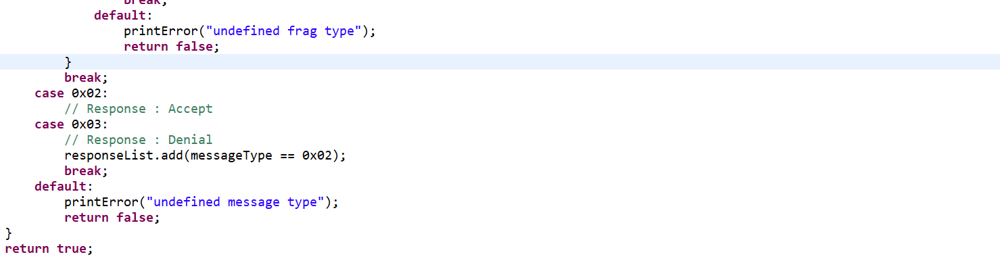 break;
default:
printError("undefined frag type");
return false;
}
break;
case 0x02:
// Response : Accept
case 0x03:
// Response : Denial
responseList.add(messageType == 0x02);
break;
default:
printError("undefined message type");
return false;
}
return true;